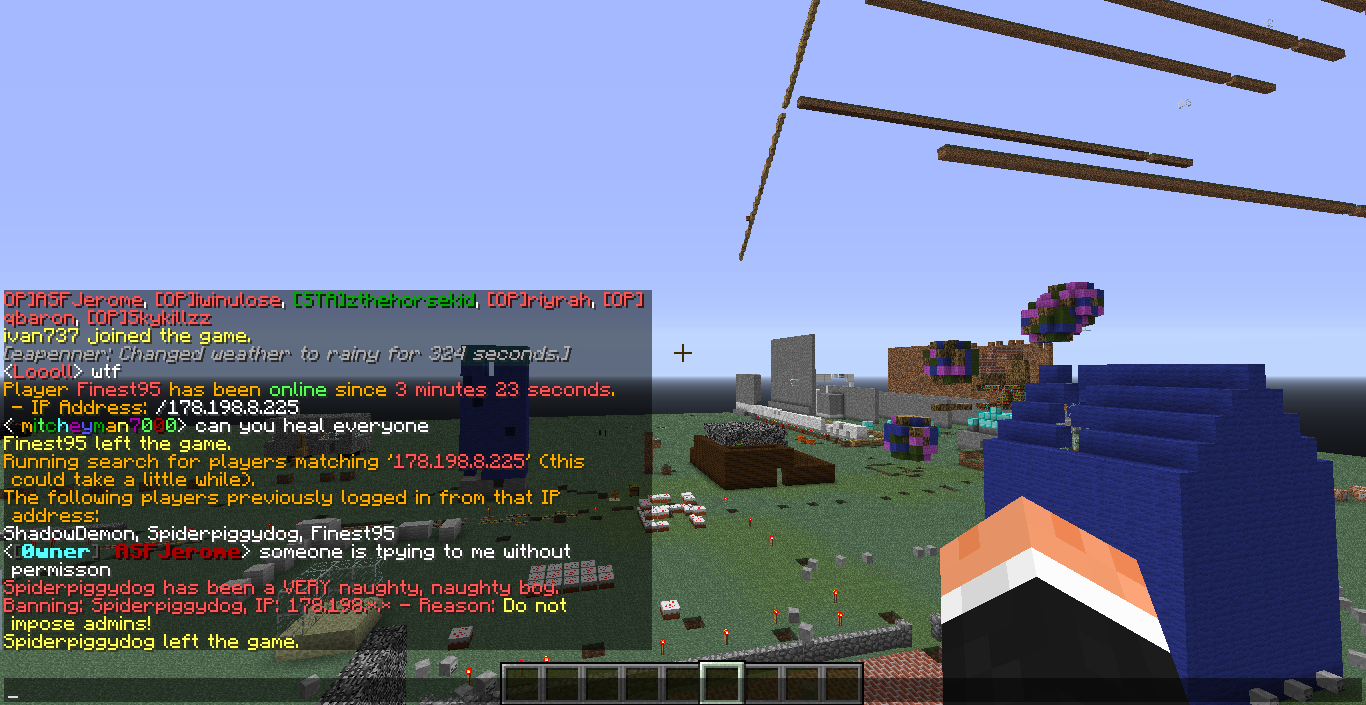 OP]ASFJerome, [OP]iwinulose, [STA]zthehorsekid, [OP]riyrah, [OP]
qbaron, [OP]Skykillzz
ivan737 joined the game.
[eapenner: Changed weather to rainy for 324 seconds.]
<Loooll> wtf
Player Finest95 has been online since 3 minutes 23 seconds.
- IP Address: /178.198.8.225
<mitcheyman7000> can you heal everyone
Finest95 left the game.
Running search for players matching '178.198.8.225' (this
could take a little while).
The following players previously logged in from that IP
address:
ShadowDemon, Spiderpiggydog, Finest95
<[0wner] ASFJerome> someone is tpying to me without
permisson
Spiderpiggydog has been a VERY naughty, naughty boy.
Banning: Spiderpiggydog, IP: 178.198.*.* - Reason: Do not
impose admins!
Spiderpiggydog left the game.
_